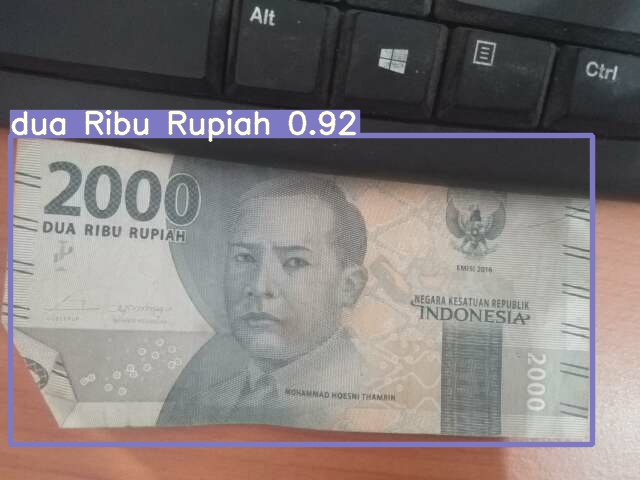 Alt
Ctrl
dua Ribu Rupiah 0.92
2000
DUA RIBU RUPIAH
EMISI 2016
NEGARA KESATUAN REPUBLIK
INDONESIA
MOHAMMAD HOESNI THAMRIN
2000